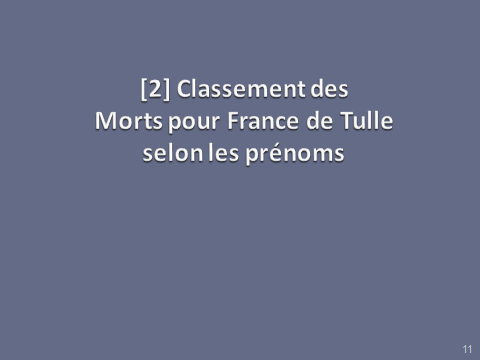 [2] Classement des
Morts pour France de Tulle
selon les prénoms
11